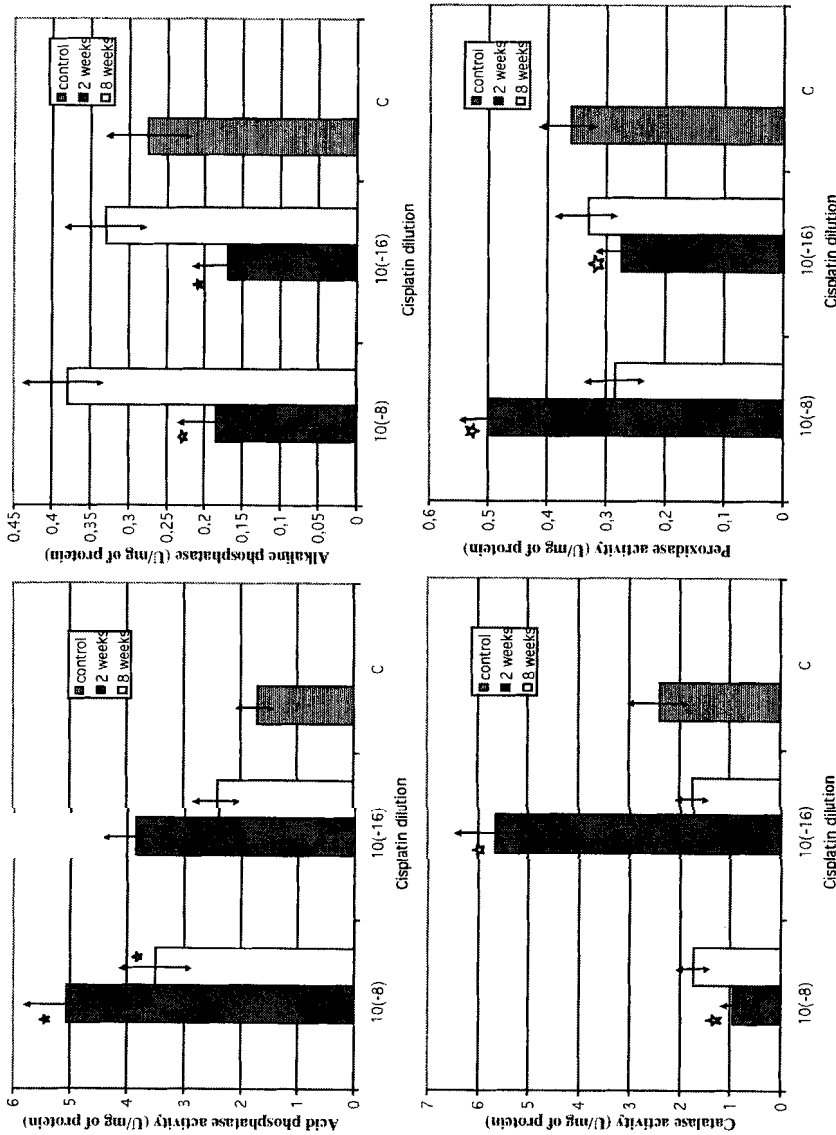 Acid phosphatase activity (U/mg of protein)
6
5
4
3
2
1
0
10(-8)
10(-16)
C
Cisplatin dilution
control
2 weeks
8 weeks
Alkaline phosphatase (U/mg of protein)
0,45
0,4
0,35
0,3
0,25
0,2
0,15
0,1
0,05
0
10(-8)
10(-16)
C
Cisplatin dilution
control
2 weeks
8 weeks
Catalase activity (U/mg of protein)
7
6
5
4
3
2
1
0
10(-8)
10(-16)
C
Cisplatin dilution
control
2 weeks
8 weeks
Peroxidase activity (U/mg of protein)
0,6
0,5
0,4
0,3
0,2
0,1
0
10(-8)
10(-16)
C
Cisplatin dilution
control
2 weeks
8 weeks